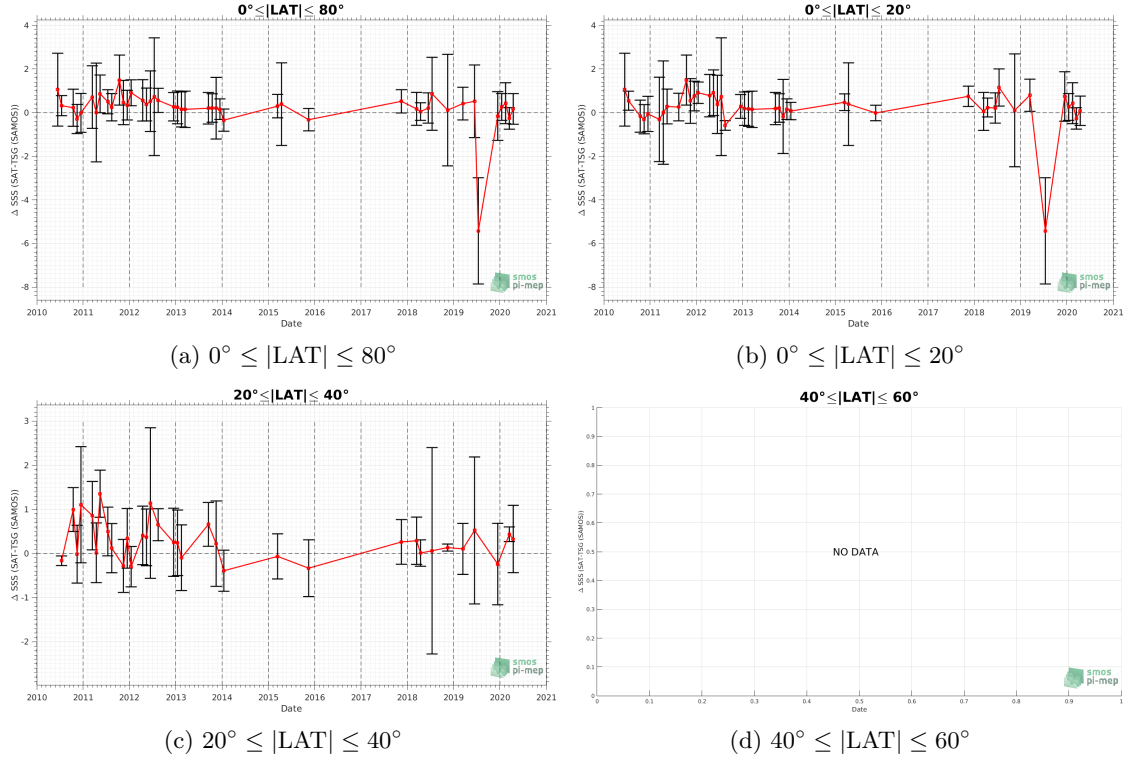 0°≤|LAT|≤ 80°
Δ SSS (SAT-TSG (SAMOS))
4
2
0
-2
-4
-6
-8
2010 2011 2012 2013 2014 2015 2016 2017 2018 2019 2020 2021
Date
smos
pi-mep
(a) 0° ≤ |LAT| ≤ 80°
0°≤|LAT|≤ 20°
Δ SSS (SAT-TSG (SAMOS))
4
2
0
-2
-4
-6
-8
2010 2011 2012 2013 2014 2015 2016 2017 2018 2019 2020 2021
Date
smos
pi-mep
(b) 0° ≤ |LAT| ≤ 20°
20°≤|LAT|≤ 40°
Δ SSS (SAT-TSG (SAMOS))
3
2
1
0
-1
-2
2010 2011 2012 2013 2014 2015 2016 2017 2018 2019 2020 2021
Date
smos
pi-mep
(c) 20° ≤ |LAT| ≤ 40°
40°≤|LAT|≤ 60°
Δ SSS (SAT-TSG (SAMOS))
1
0.9
0.8
0.7
0.6
0.5
0.4
0.3
0.2
0.1
0
NO DATA
0 0.1 0.2 0.3 0.4 0.5 0.6 0.7 0.8 0.9 1
Date
smos
pi-mep
(d) 40° ≤ |LAT| ≤ 60°